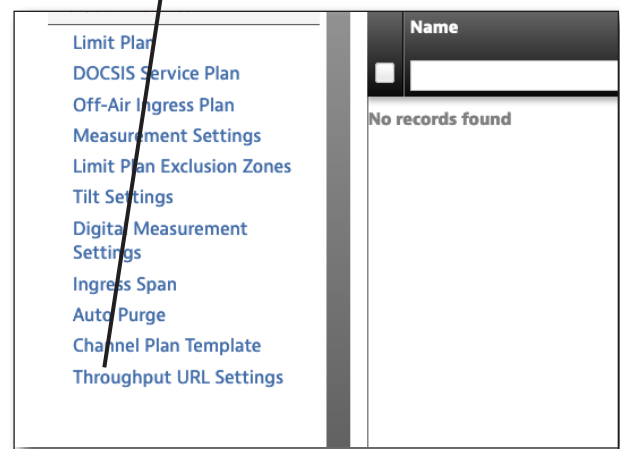 Limit Plan
DOCSIS Service Plan
Off-Air Ingress Plan
Measurement Settings
Limit Plan Exclusion Zones
Tilt Settings
Digital Measurement
Settings
Ingress Span
Auto Purge
Channel Plan Template
Throughput URL Settings
Name
No records found